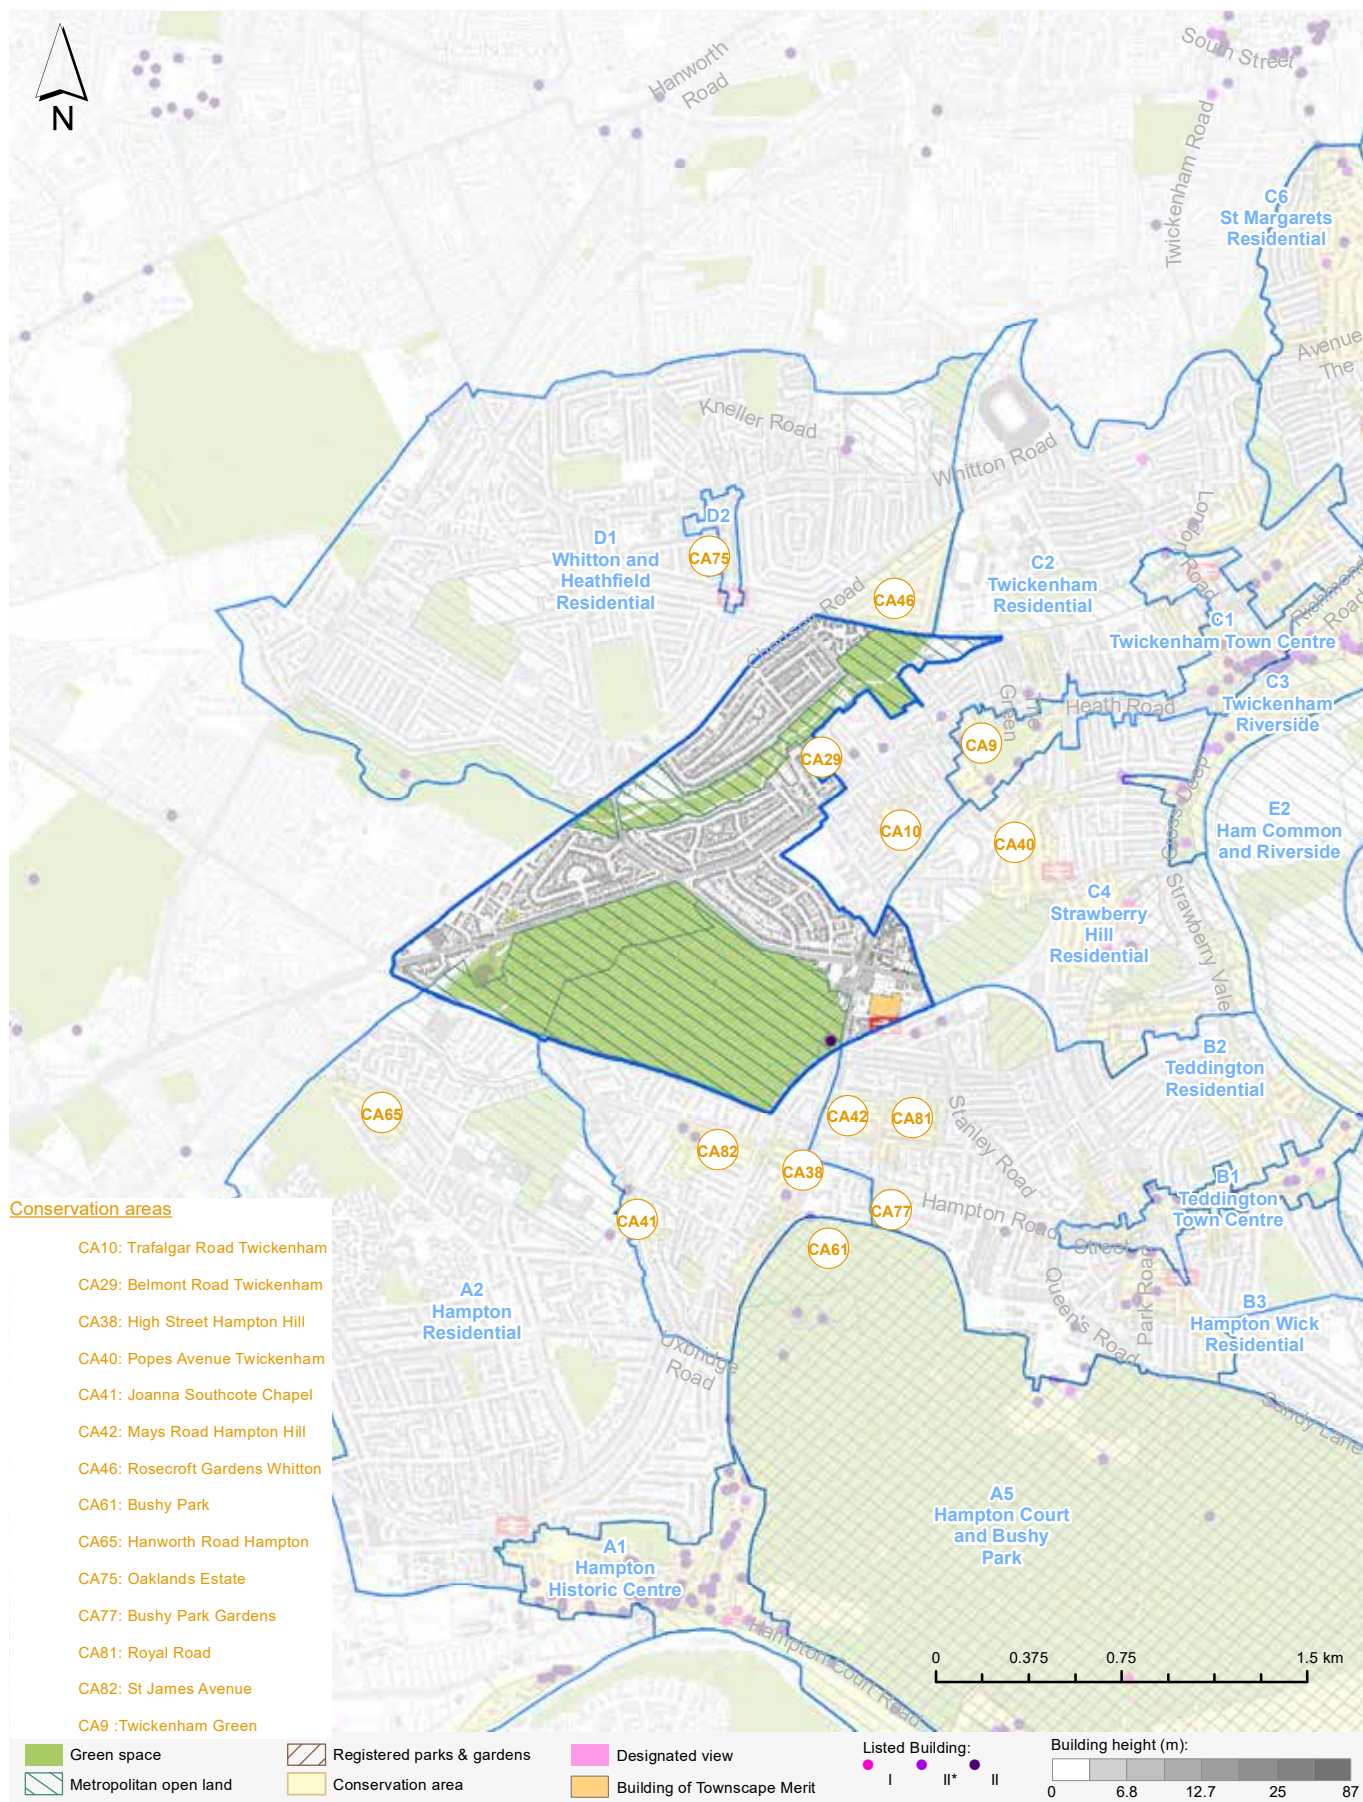 N
Hanworth
Road
South Street
Twickenham Road
C6
St Margarets
Residential
Avenue
The
Kneller Road
Whitton Road
London
Road
D2
D1
Whitton and
Heathfield
Residential
CA75
CA46
C2
Twickenham
Residential
Richmond
Road
C1
Twickenham Town Centre
Chertsey Road
The
Green
Heath Road
C3
Twickenham
Riverside
CA29
CA9
Cross Deep
CA10
CA40
E2
Ham Common
and Riverside
C4
Strawberry
Hill
Residential
Strawberry Vale
B2
Teddington
Residential
CA65
CA42
CA81
Stanley Road
CA82
CA38
B1
Teddington
Town Centre
CA41
CA77
Hampton Road
Street
CA61
Park Road
Queen's Road
A2
Hampton
Residential
B3
Hampton Wick
Residential
Uxbridge
Road
Sandy Lane
A5
Hampton Court
and Bushy
Park
A1
Hampton
Historic Centre
Hampton Court Road
Conservation areas
CA10: Trafalgar Road Twickenham
CA29: Belmont Road Twickenham
CA38: High Street Hampton Hill
CA40: Popes Avenue Twickenham
CA41: Joanna Southcote Chapel
CA42: Mays Road Hampton Hill
CA46: Rosecroft Gardens Whitton
CA61: Bushy Park
CA65: Hanworth Road Hampton
CA75: Oaklands Estate
CA77: Bushy Park Gardens
CA81: Royal Road
CA82: St James Avenue
CA9 :Twickenham Green
0 0.375 0.75 1.5 km
Green space
Metropolitan open land
Registered parks & gardens
Conservation area
Designated view
Building of Townscape Merit
Listed Building:
I II* II
Building height (m):
0 6.8 12.7 25 87